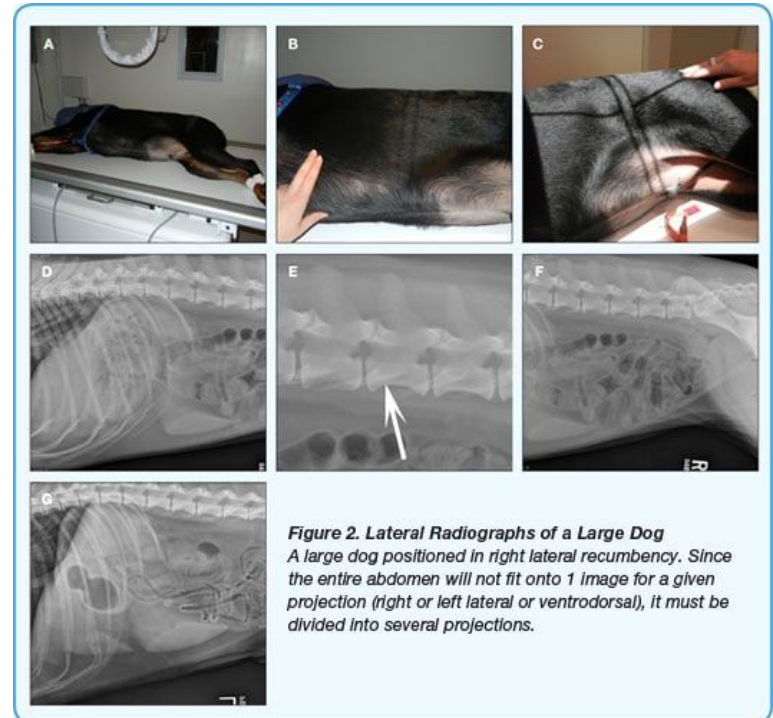 A
B
C
D
E
F
R
G
L
Figure 2. Lateral Radiographs of a Large Dog
A large dog positioned in right lateral recumbency. Since
the entire abdomen will not fit onto 1 image for a given
projection (right or left lateral or ventrodorsal), it must be
divided into several projections.